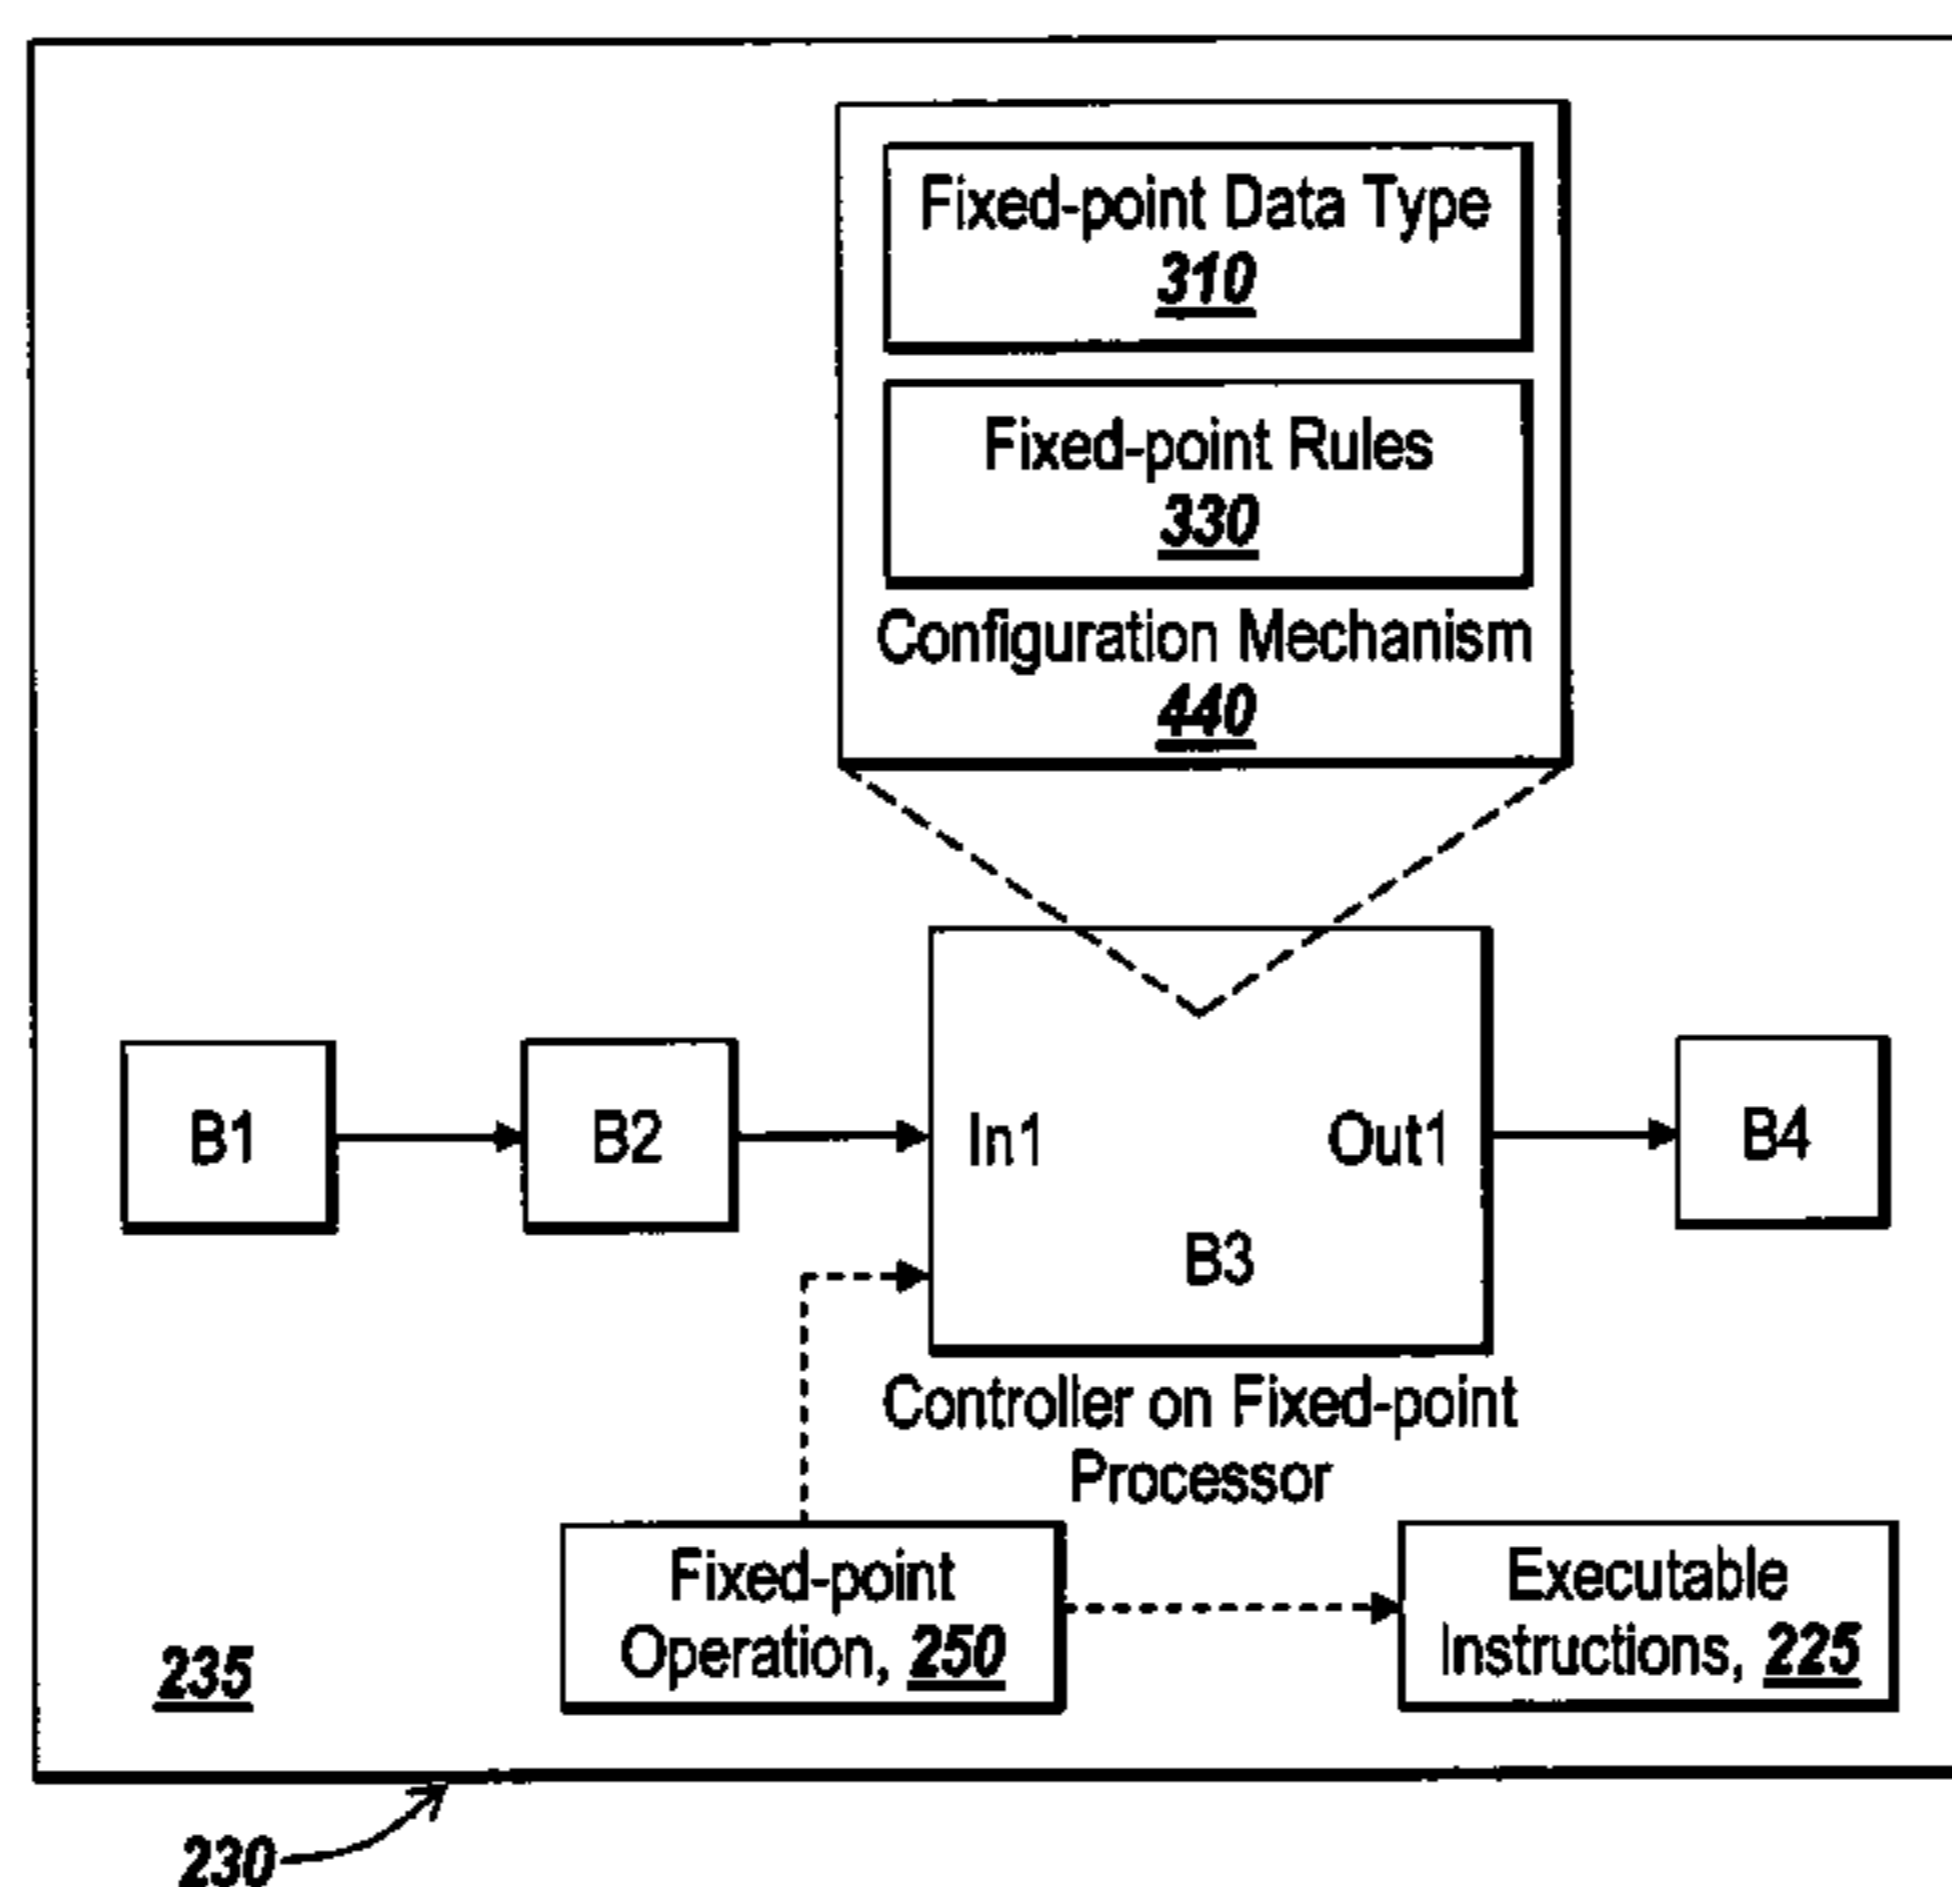 Fixed-point Data Type
310
Fixed-point Rules
330
Configuration Mechanism
440
B1
B2
In1
Out1
B3
B4
Controller on Fixed-point
Processor
Fixed-point
Operation, 250
Executable
Instructions, 225
235
230